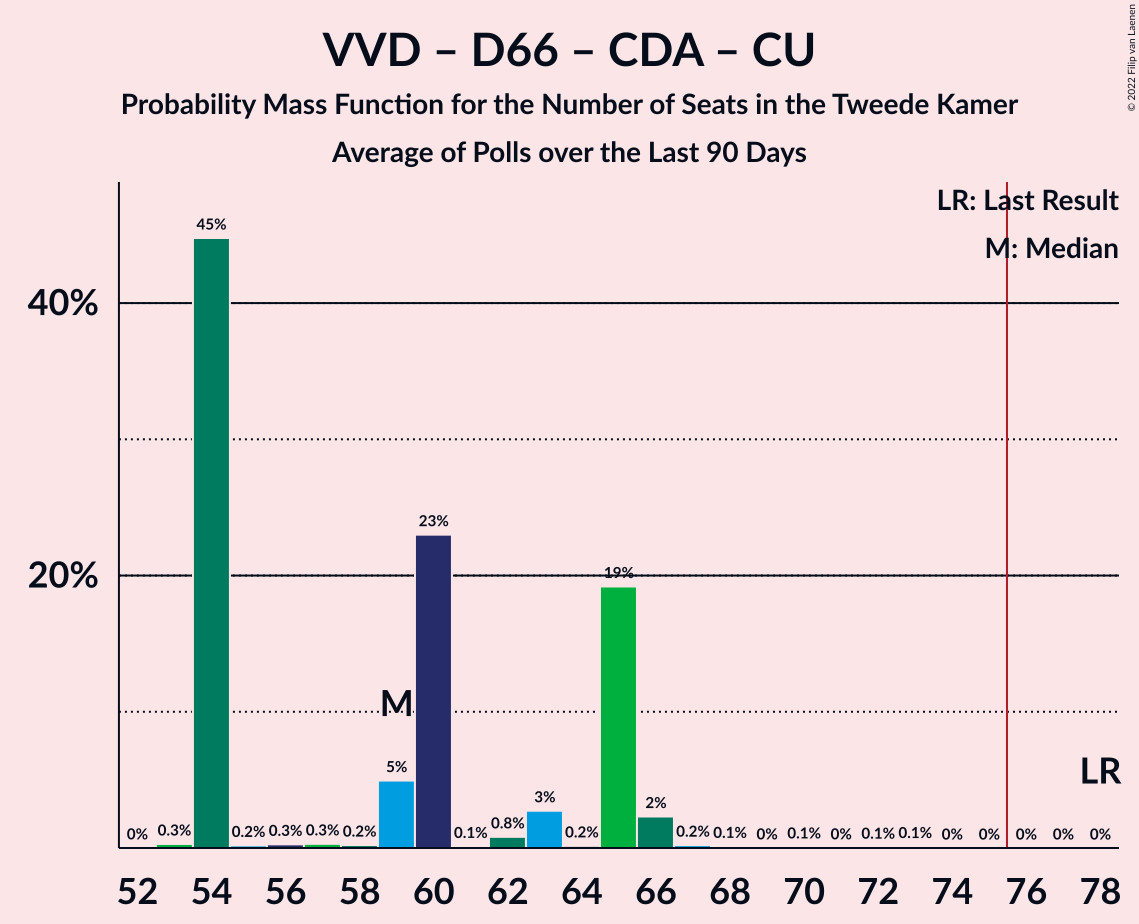 VVD – D66 – CDA – CU
Probability Mass Function for the Number of Seats in the Tweede Kamer
Average of Polls over the Last 90 Days
© 2022 Filip van Laenen
LR: Last Result
M: Median
40%
20%
45%
23%
19%
M
5%
3%
2%
LR
0% 0.3% 0.2% 0.3% 0.3% 0.2% 0.1% 0.8% 0.2% 0.2% 0.1% 0% 0.1% 0% 0.1% 0.1% 0% 0% 0% 0% 0%
52 54 56 58 60 62 64 66 68 70 72 74 76 78